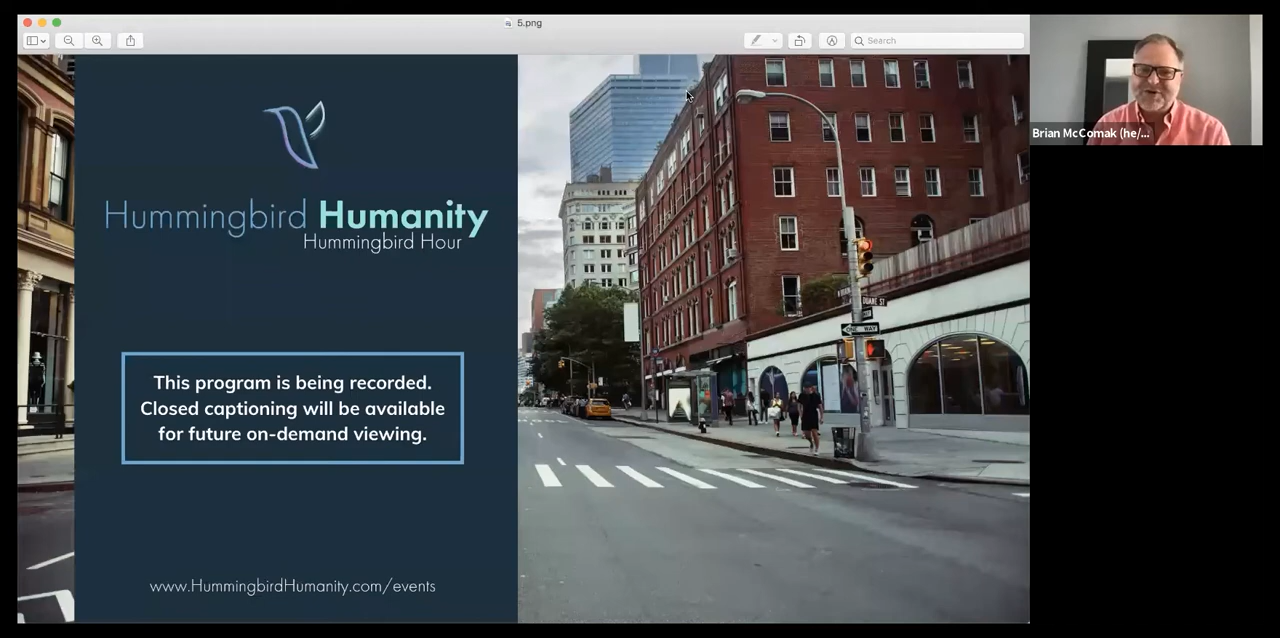 5.png
Search
Brian McComak (he/...
Hummingbird Humanity
Hummingbird Hour
This program is being recorded.
Closed captioning will be available
for future on-demand viewing.
www.HummingbirdHumanity.com/events
DUANE ST
ONE WAY